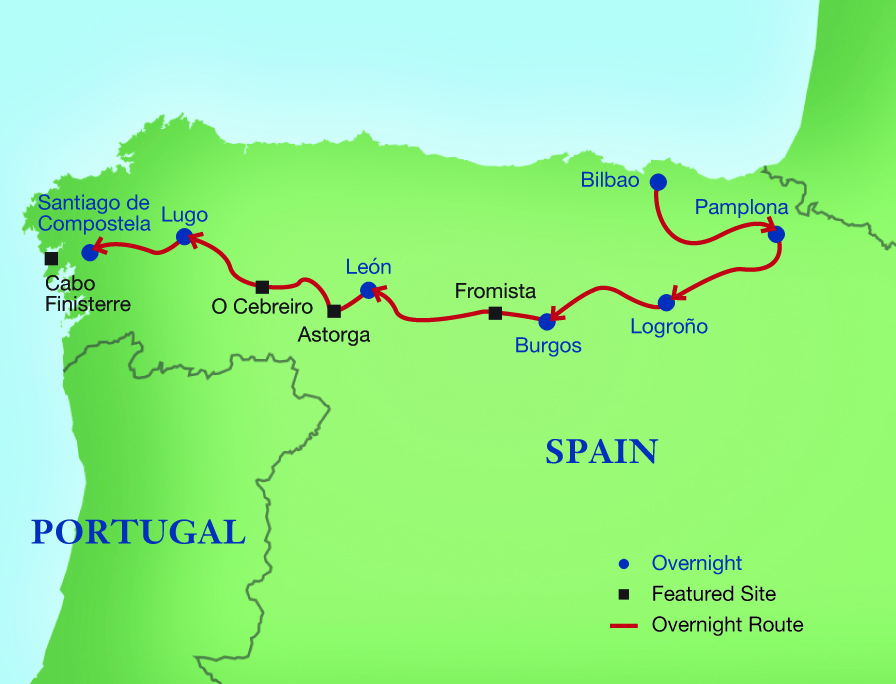 Bilbao
Pamplona
Santiago de
Compostela
Lugo
León
Cabo
Finisterre
O Cebreiro
Astorga
Fromista
Burgos
Logroño
SPAIN
PORTUGAL
Overnight
Featured Site
Overnight Route